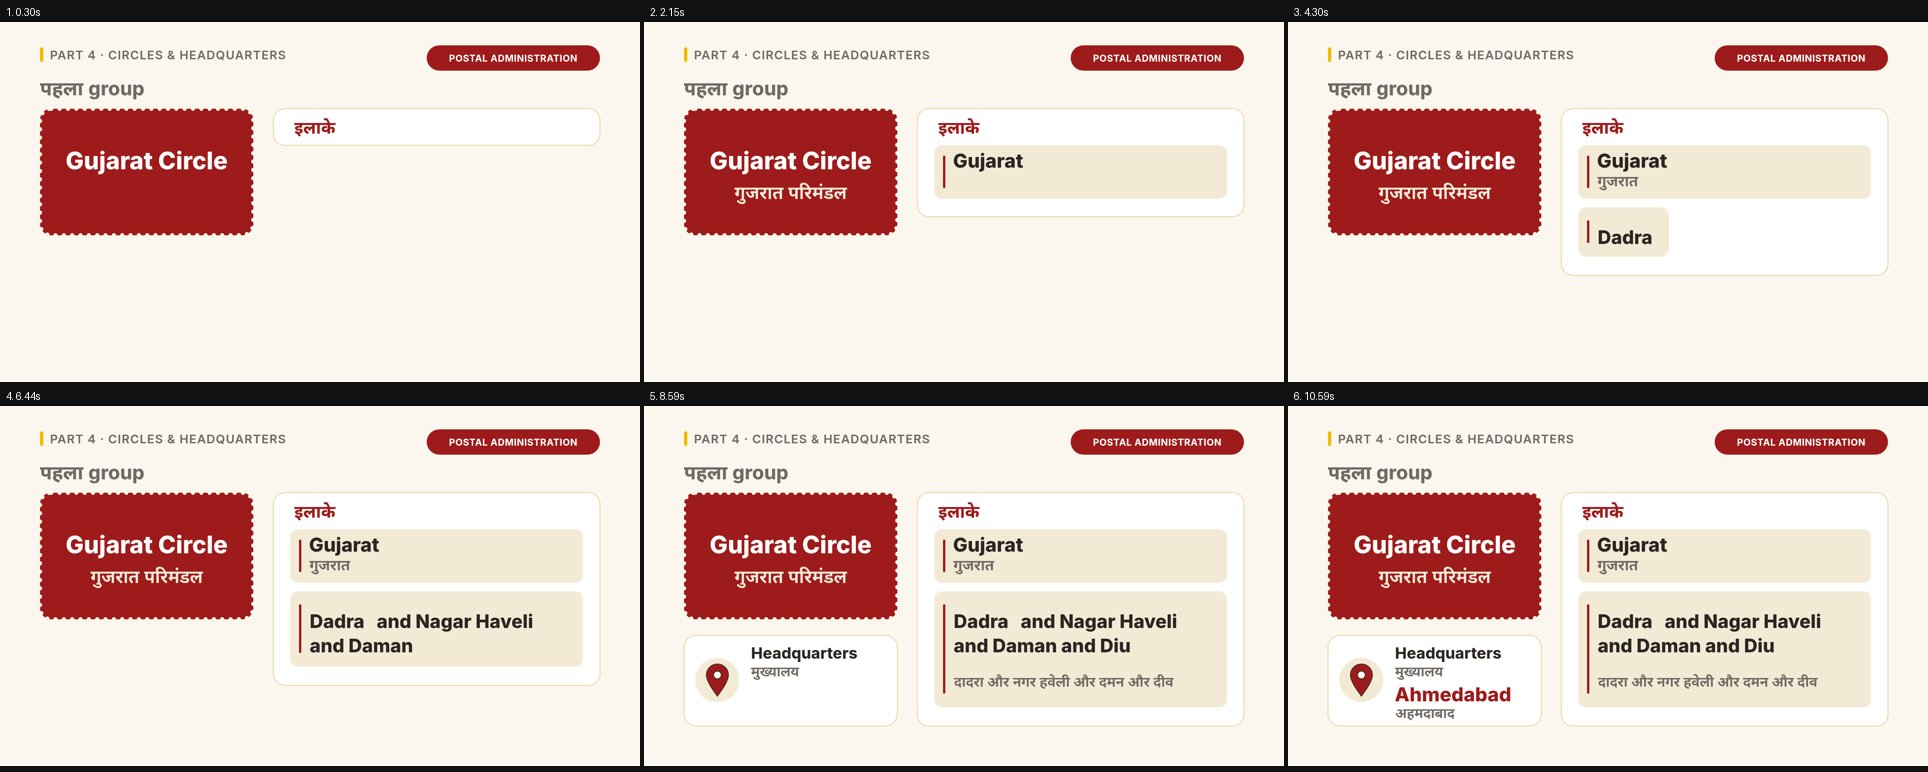 1. 0.30s
PART 4 · CIRCLES & HEADQUARTERS
POSTAL ADMINISTRATION
पहला group
Gujarat Circle
इलाके
2. 2.15s
PART 4 · CIRCLES & HEADQUARTERS
POSTAL ADMINISTRATION
पहला group
Gujarat Circle
गुजरात परिमंडल
इलाके
Gujarat
3. 4.30s
PART 4 · CIRCLES & HEADQUARTERS
POSTAL ADMINISTRATION
पहला group
Gujarat Circle
गुजरात परिमंडल
इलाके
Gujarat
गुजरात
Dadra
4. 6.44s
PART 4 · CIRCLES & HEADQUARTERS
POSTAL ADMINISTRATION
पहला group
Gujarat Circle
गुजरात परिमंडल
इलाके
Gujarat
गुजरात
Dadra and Nagar Haveli
and Daman
5. 8.59s
PART 4 · CIRCLES & HEADQUARTERS
POSTAL ADMINISTRATION
पहला group
Gujarat Circle
गुजरात परिमंडल
Headquarters
मुख्यालय
इलाके
Gujarat
गुजरात
Dadra and Nagar Haveli
and Daman and Diu
दादरा और नगर हवेली और दमन और दीव
6. 10.59s
PART 4 · CIRCLES & HEADQUARTERS
POSTAL ADMINISTRATION
पहला group
Gujarat Circle
गुजरात परिमंडल
Headquarters
मुख्यालय
Ahmedabad
अहमदाबाद
इलाके
Gujarat
गुजरात
Dadra and Nagar Haveli
and Daman and Diu
दादरा और नगर हवेली और दमन और दीव